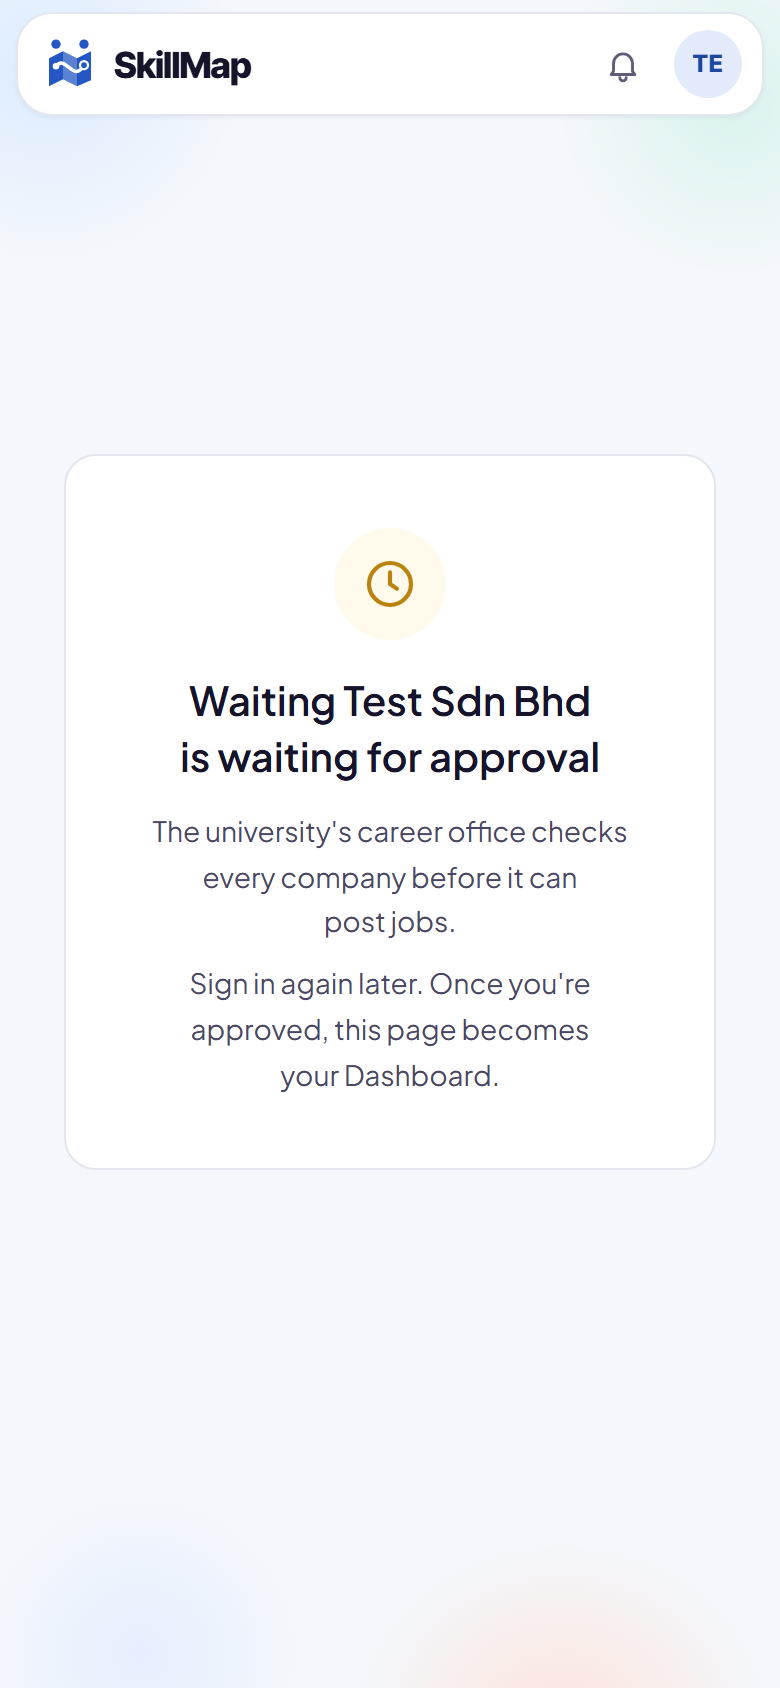 SkillMap
TE
Waiting Test Sdn Bhd
is waiting for approval
The university's career office checks
every company before it can
post jobs.
Sign in again later. Once you're
approved, this page becomes
your Dashboard.